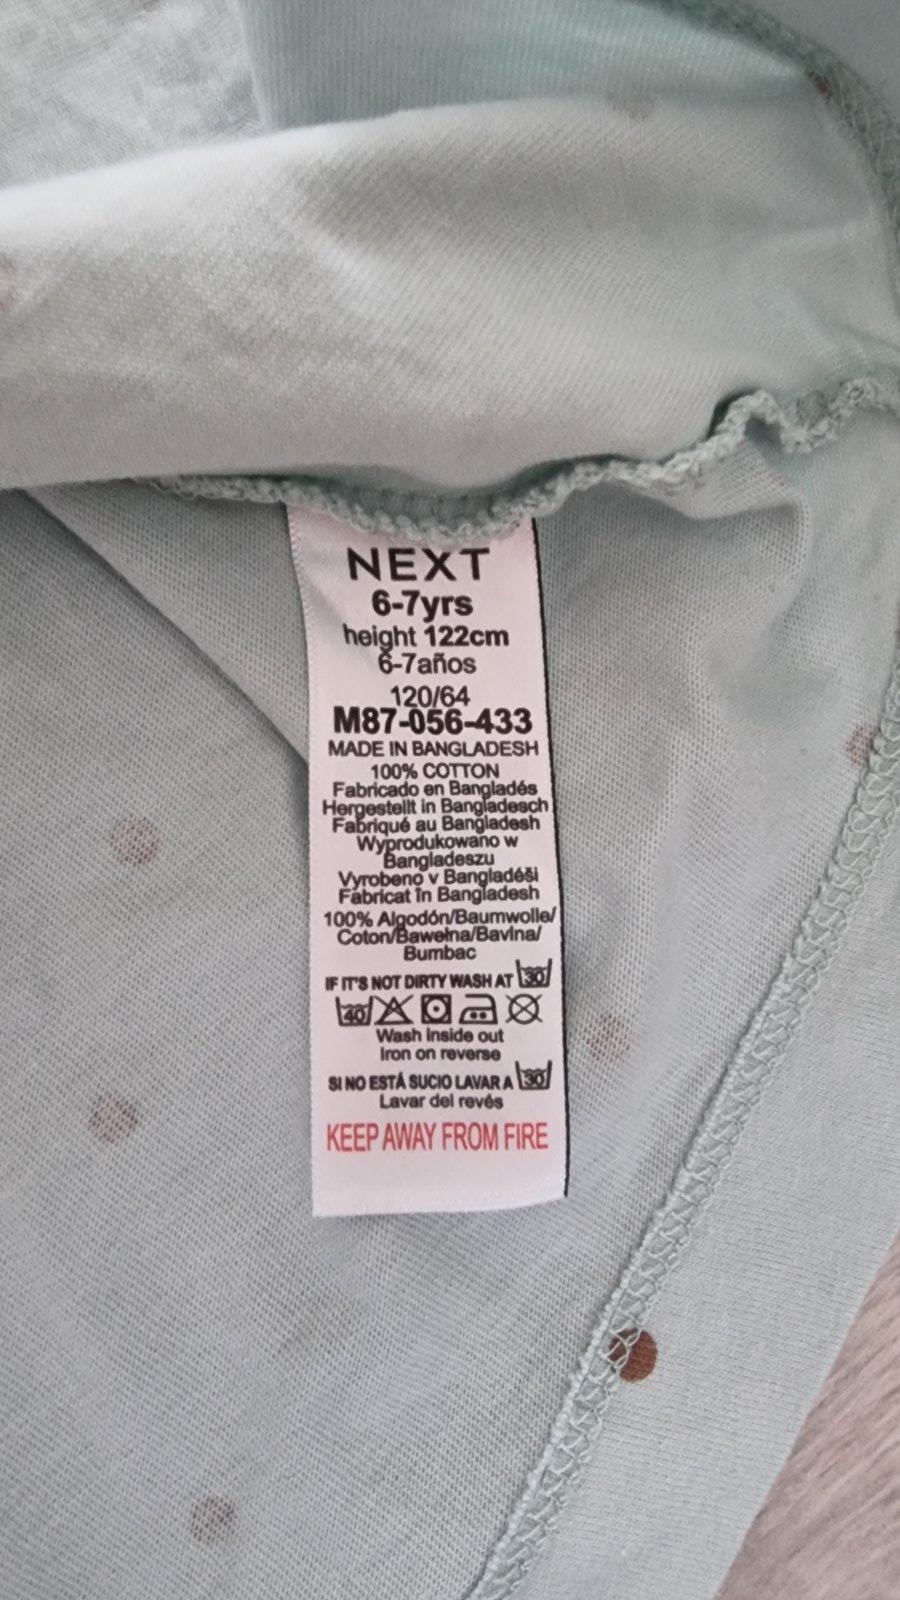 NEXT
6-7yrs
height 122cm
6-7años
120/64
M87-056-433
MADE IN BANGLADESH
100% COTTON
Fabricado en Bangladés
Hergestellt in Bangladesch
Fabriqué au Bangladesh
Wyprodukowano w
Bangladeszu
Vyrobeno v Bangladéši
Fabricat în Bangladesh
100% Algodón/Baumwolle/
Coton/Bawełna/Bavlna/
Bumbac
IF IT'S NOT DIRTY WASH AT 30
40
Wash inside out
Iron on reverse
SI NO ESTÁ SUCIO LAVAR A 30
Lavar del revés
KEEP AWAY FROM FIRE